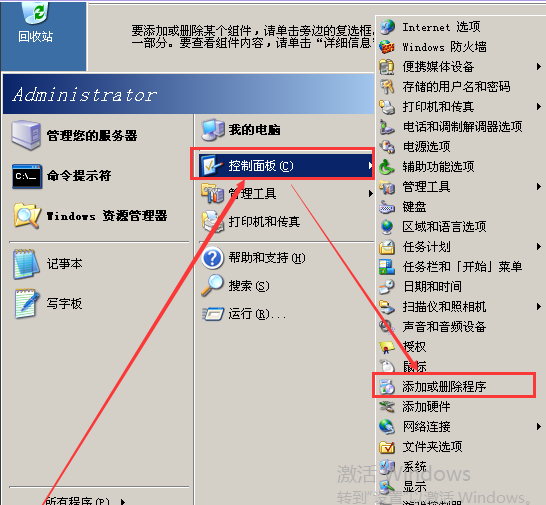 回收站
要添加或删除某个组件，请单击旁边的复选框。
一部分。要查看组件内容，请单击“详细信息”
Administrator
管理您的服务器
命令提示符
Windows 资源管理器
记事本
写字板
所有程序(P)
我的电脑
控制面板(C)
管理工具
打印机和传真
帮助和支持(H)
搜索(S)
运行(R)...
Internet 选项
Windows 防火墙
便携媒体设备
存储的用户名和密码
打印机和传真
电话和调制解调器选项
电源选项
辅助功能选项
管理工具
键盘
区域和语言选项
任务计划
任务栏和「开始」菜单
日期和时间
扫描仪和照相机
声音和音频设备
授权
鼠标
添加或删除程序
添加硬件
网络连接
文件夹选项
系统
显示
游戏控制器
激活 Windows
转到"设置"以激活 Windows。